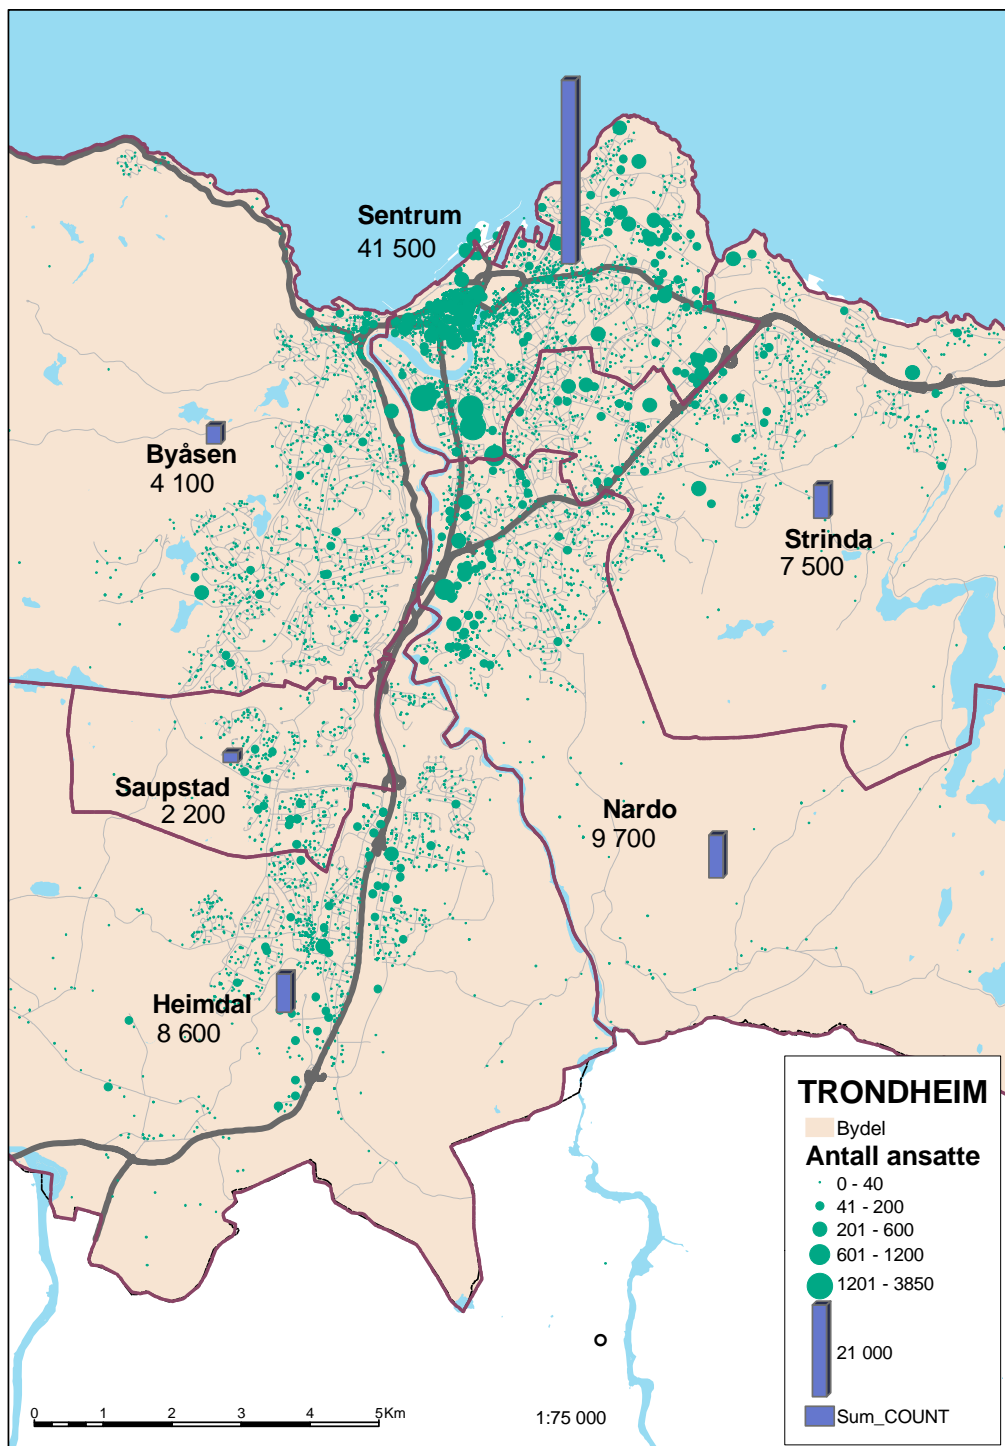 Sentrum
41 500
Byåsen
4 100
Strinda
7 500
Saupstad
2 200
Nardo
9 700
Heimdal
8 600
TRONDHEIM
Bydel
Antall ansatte
0 - 40
41 - 200
201 - 600
601 - 1200
1201 - 3850
21 000
Sum_COUNT
0 1 2 3 4 5Km
1:75 000